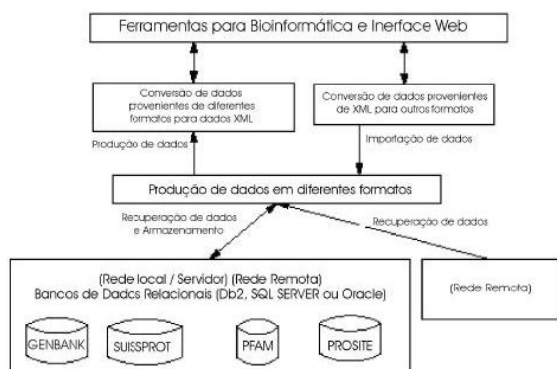 Ferramentas para Bioinformática e Inerface Web
Conversão de dados
provenientes de diferentes
formatos para dados XML
Conversão de dados provenientes
de XML para outros formatos
Produção de dados
Importação de dados
Produção de dados em diferentes formatos
Recuperação de dados
e Armazenamento
Recuperação de dados
(Rede local / Servidor) (Rede Remota)
Bancos de Dadcs Relacionais (Db2, SQL SERVER ou Oracle)
(Rede Remota)
GENBANK
SUISSPROT
PFAM
PROSITE